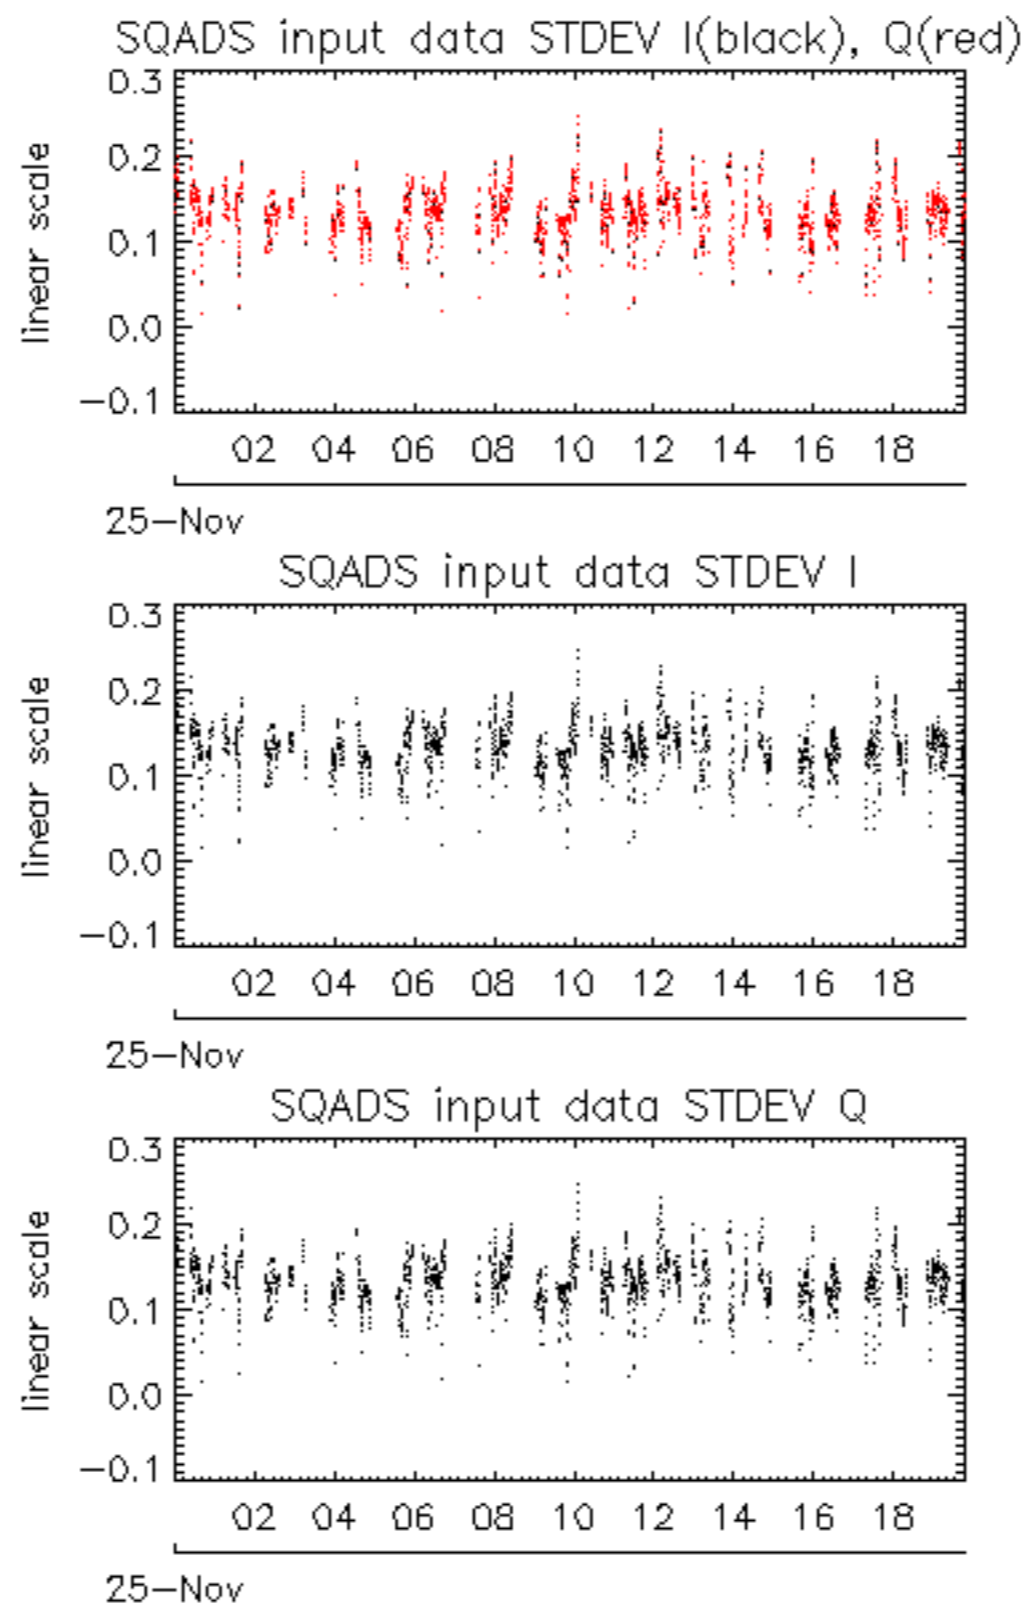 SQADS input data STDEV I(black), Q(red)
linear scale
0.3
0.2
0.1
0.0
−0.1
02 04 06 08 10 12 14 16 18
25−Nov
SQADS input data STDEV I
linear scale
0.3
0.2
0.1
0.0
−0.1
02 04 06 08 10 12 14 16 18
25−Nov
SQADS input data STDEV Q
linear scale
0.3
0.2
0.1
0.0
−0.1
02 04 06 08 10 12 14 16 18
25−Nov